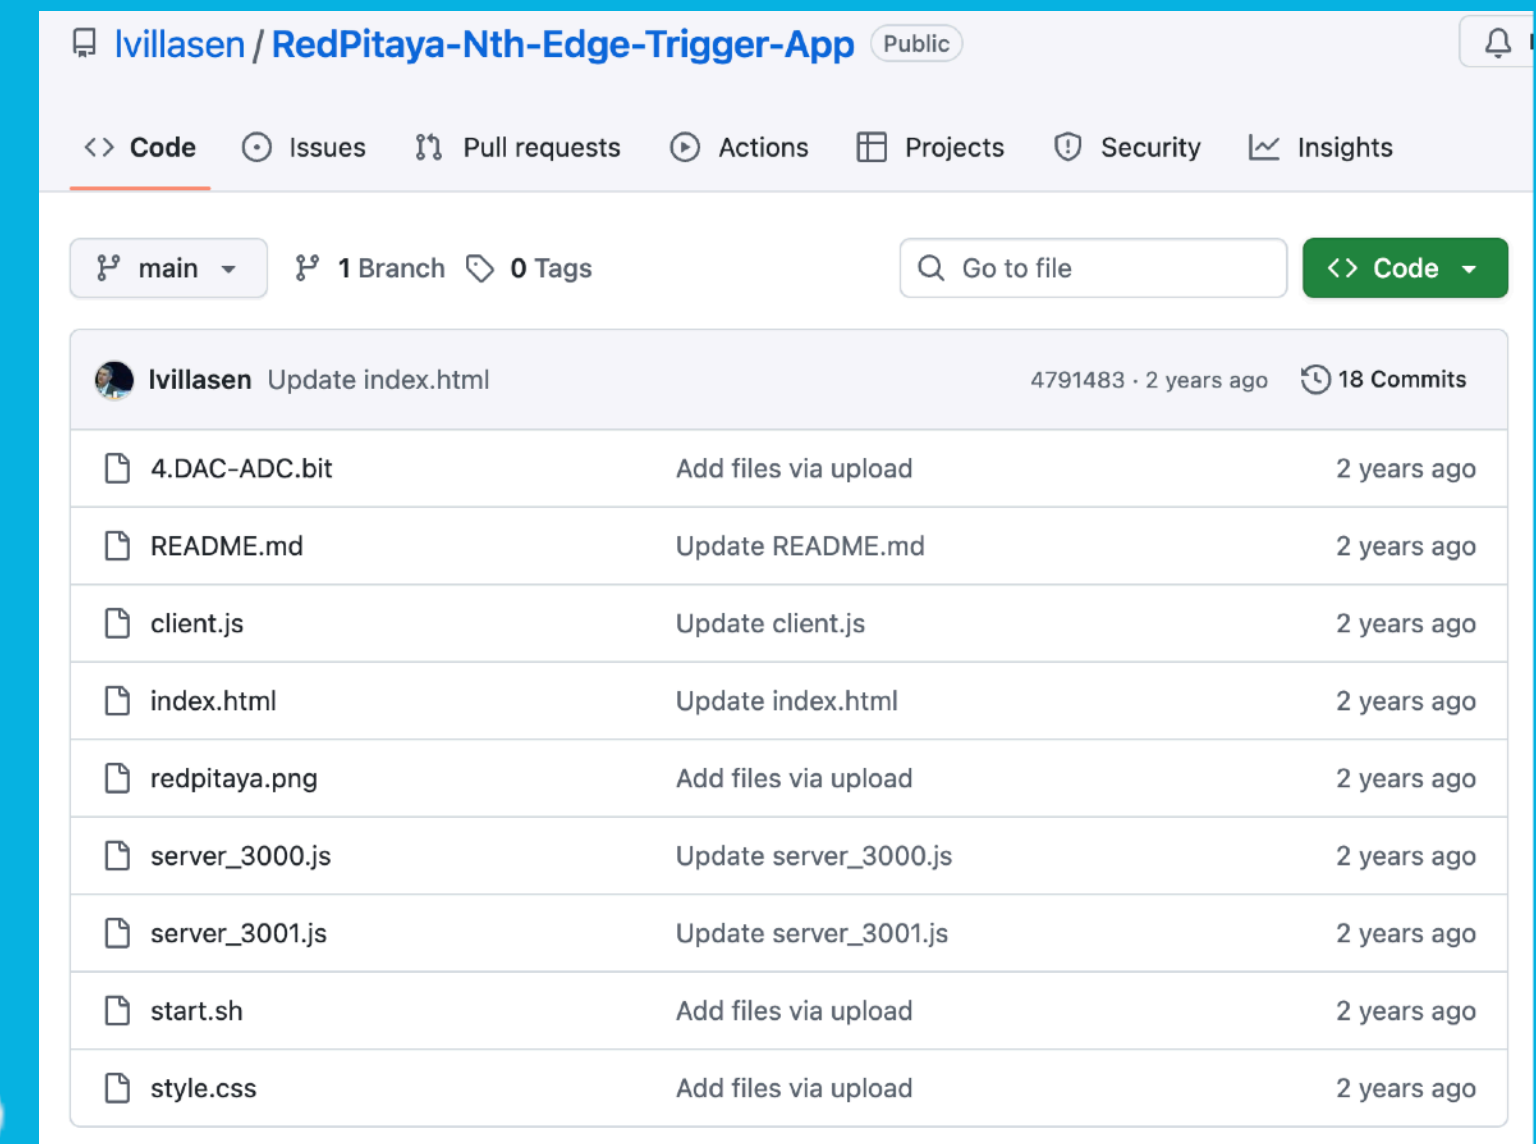 lvillasen / RedPitaya-Nth-Edge-Trigger-App Public
Code Issues Pull requests Actions Projects Security Insights
main 1 Branch 0 Tags Go to file Code
lvillasen Update index.html 4791483 · 2 years ago 18 Commits
4.DAC-ADC.bit Add files via upload 2 years ago
README.md Update README.md 2 years ago
client.js Update client.js 2 years ago
index.html Update index.html 2 years ago
redpitaya.png Add files via upload 2 years ago
server_3000.js Update server_3000.js 2 years ago
server_3001.js Update server_3001.js 2 years ago
start.sh Add files via upload 2 years ago
style.css Add files via upload 2 years ago